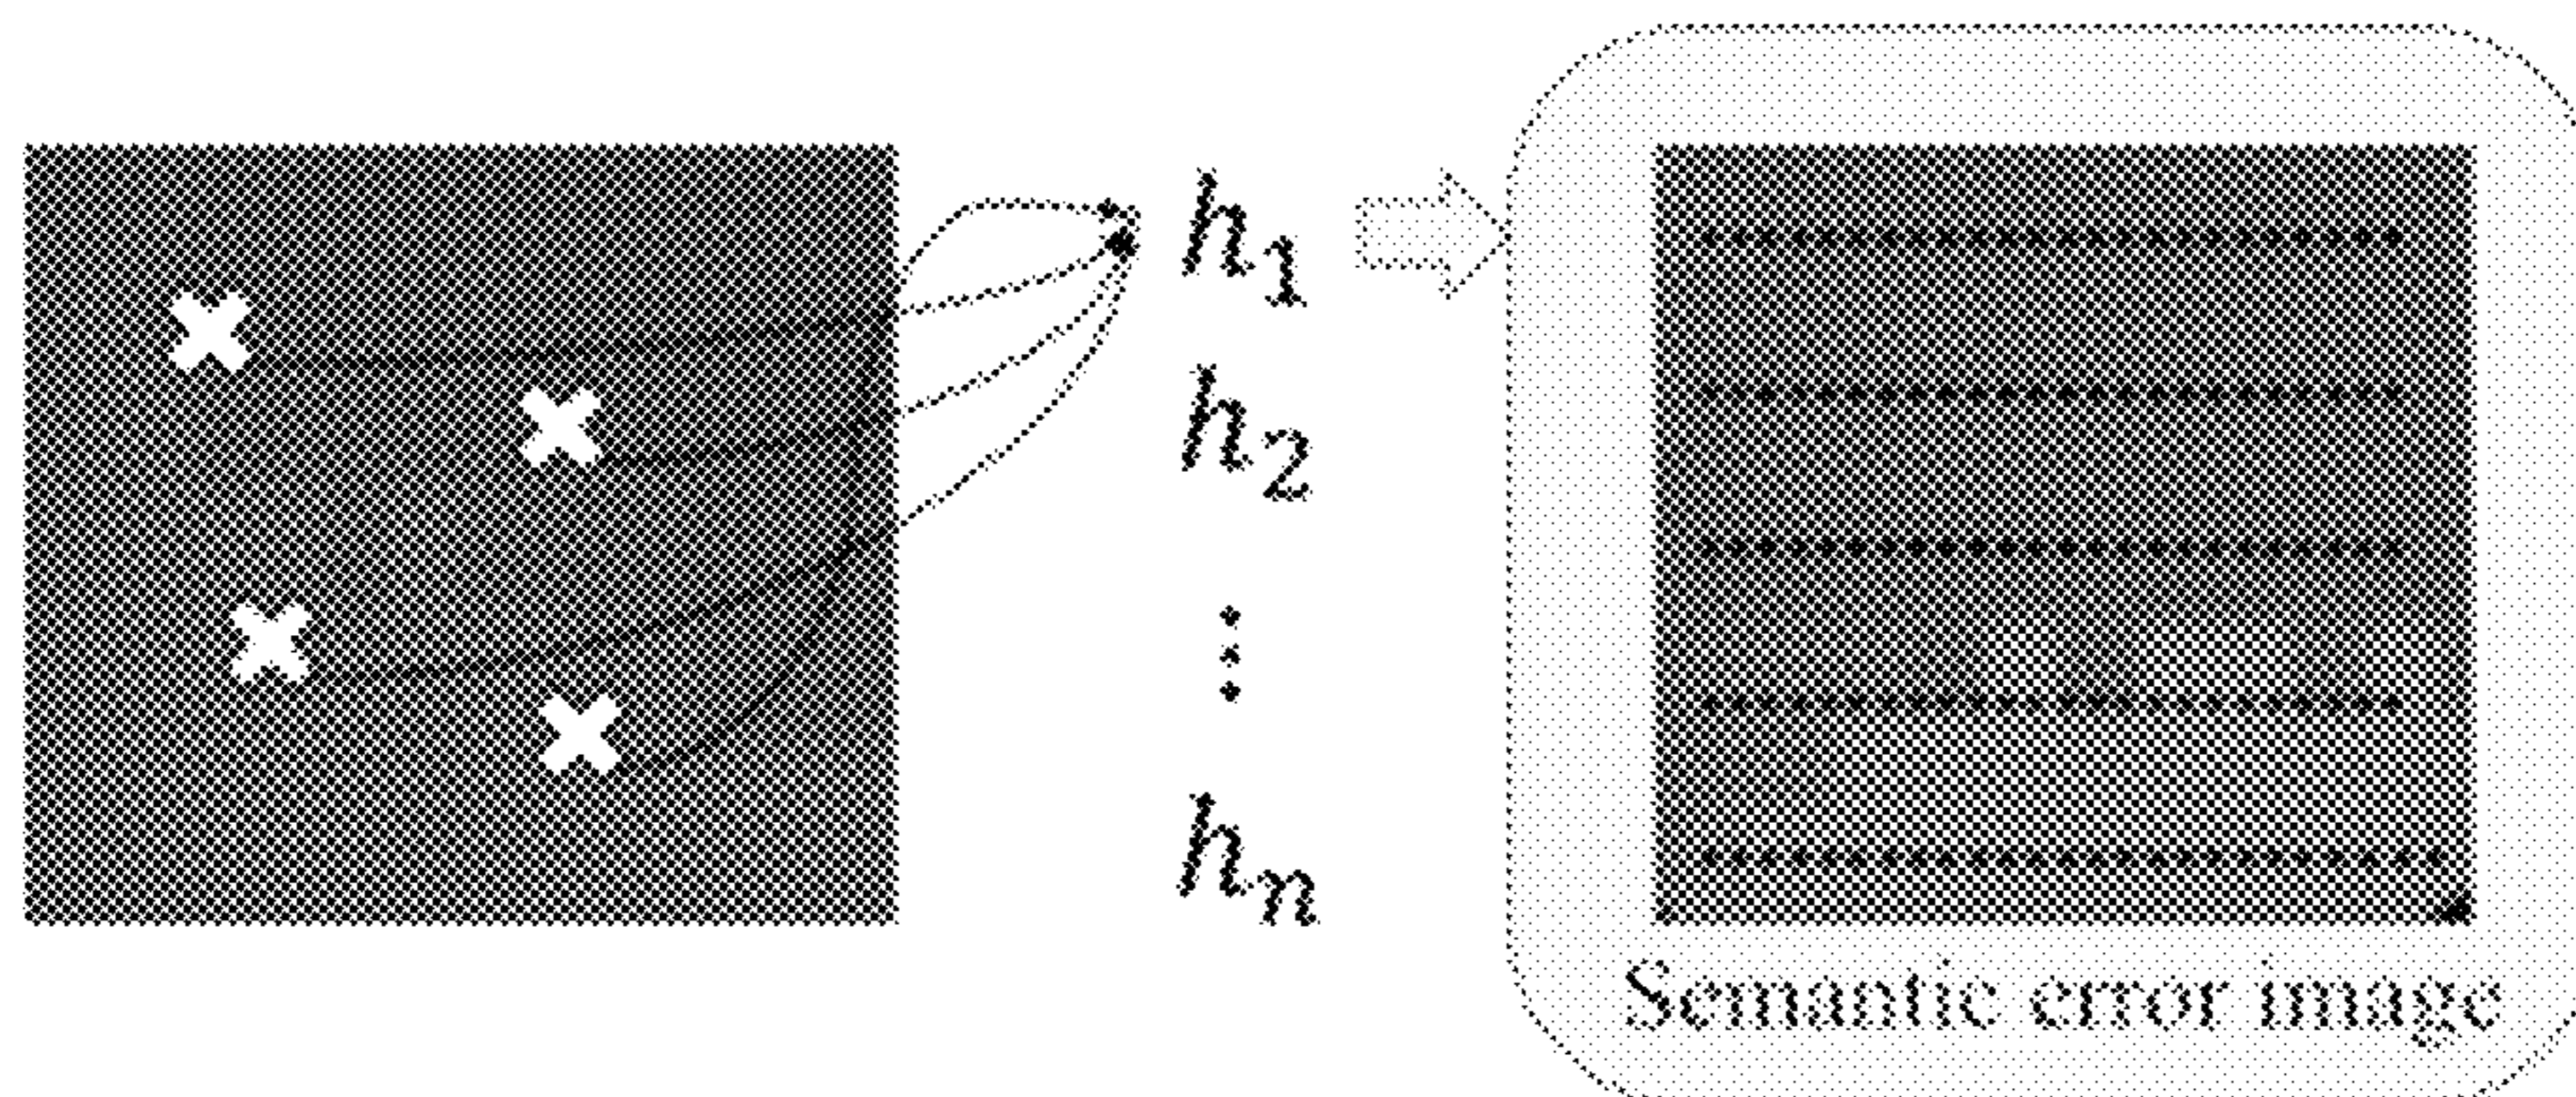 h₁
h₂
⋮
hₙ
Semantic error image